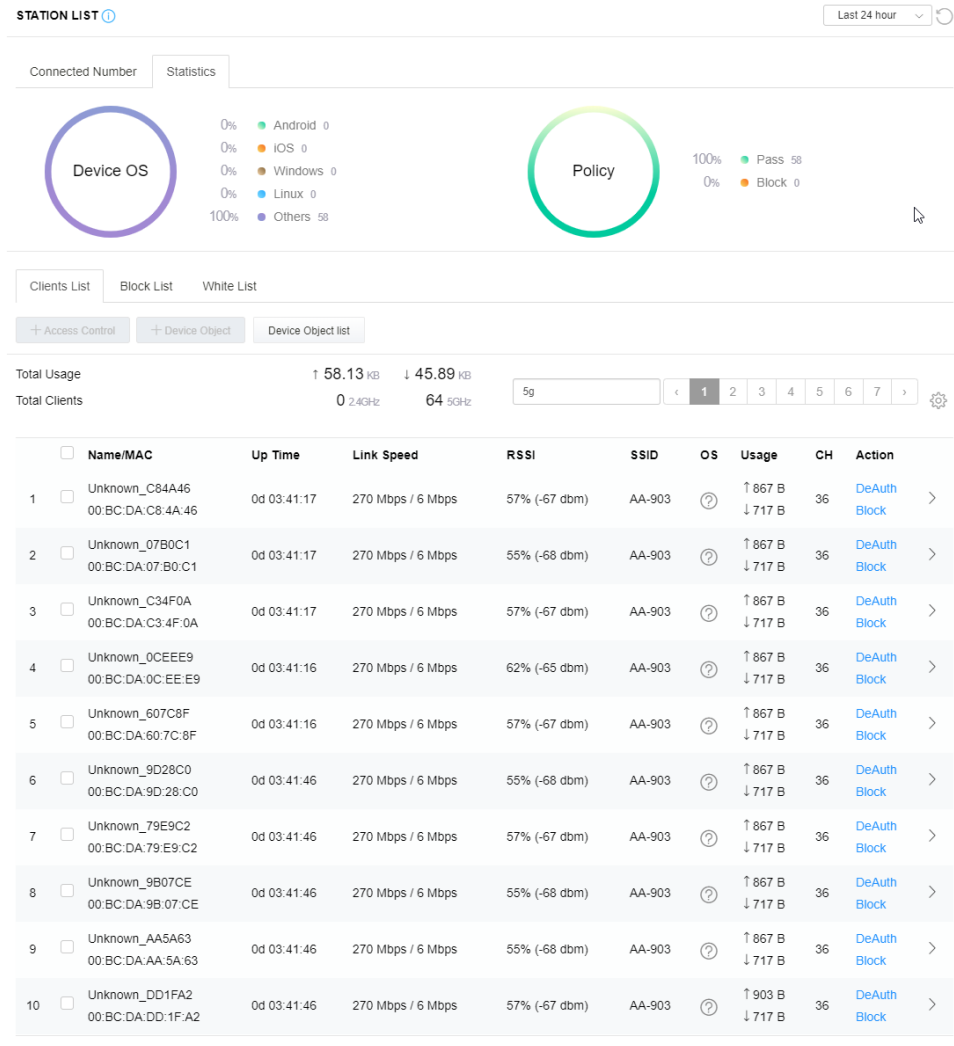 STATION LIST
Last 24 hour
Connected Number Statistics
Device OS
0% Android 0
0% iOS 0
0% Windows 0
0% Linux 0
100% Others 58
Policy
100% Pass 58
0% Block 0
Clients List Block List White List
+ Access Control + Device Object Device Object list
Total Usage ↑ 58.13 KB ↓ 45.89 KB
Total Clients 0 2.4GHz 64 5GHz
5g ‹ 1 2 3 4 5 6 7 ›
Name/MAC Up Time Link Speed RSSI SSID OS Usage CH Action
1 Unknown_C84A46 0d 03:41:17 270 Mbps / 6 Mbps 57% (-67 dbm) AA-903 ? ↑ 867 B 36 DeAuth
00:BC:DA:C8:4A:46 ↓ 717 B Block
2 Unknown_07B0C1 0d 03:41:17 270 Mbps / 6 Mbps 55% (-68 dbm) AA-903 ? ↑ 867 B 36 DeAuth
00:BC:DA:07:B0:C1 ↓ 717 B Block
3 Unknown_C34F0A 0d 03:41:17 270 Mbps / 6 Mbps 57% (-67 dbm) AA-903 ? ↑ 867 B 36 DeAuth
00:BC:DA:C3:4F:0A ↓ 717 B Block
4 Unknown_0CEEE9 0d 03:41:16 270 Mbps / 6 Mbps 62% (-65 dbm) AA-903 ? ↑ 867 B 36 DeAuth
00:BC:DA:0C:EE:E9 ↓ 717 B Block
5 Unknown_607C8F 0d 03:41:16 270 Mbps / 6 Mbps 57% (-67 dbm) AA-903 ? ↑ 867 B 36 DeAuth
00:BC:DA:60:7C:8F ↓ 717 B Block
6 Unknown_9D28C0 0d 03:41:46 270 Mbps / 6 Mbps 55% (-68 dbm) AA-903 ? ↑ 867 B 36 DeAuth
00:BC:DA:9D:28:C0 ↓ 717 B Block
7 Unknown_79E9C2 0d 03:41:46 270 Mbps / 6 Mbps 57% (-67 dbm) AA-903 ? ↑ 867 B 36 DeAuth
00:BC:DA:79:E9:C2 ↓ 717 B Block
8 Unknown_9B07CE 0d 03:41:46 270 Mbps / 6 Mbps 55% (-68 dbm) AA-903 ? ↑ 867 B 36 DeAuth
00:BC:DA:9B:07:CE ↓ 717 B Block
9 Unknown_AA5A63 0d 03:41:46 270 Mbps / 6 Mbps 55% (-68 dbm) AA-903 ? ↑ 867 B 36 DeAuth
00:BC:DA:AA:5A:63 ↓ 717 B Block
10 Unknown_DD1FA2 0d 03:41:46 270 Mbps / 6 Mbps 57% (-67 dbm) AA-903 ? ↑ 903 B 36 DeAuth
00:BC:DA:DD:1F:A2 ↓ 717 B Block